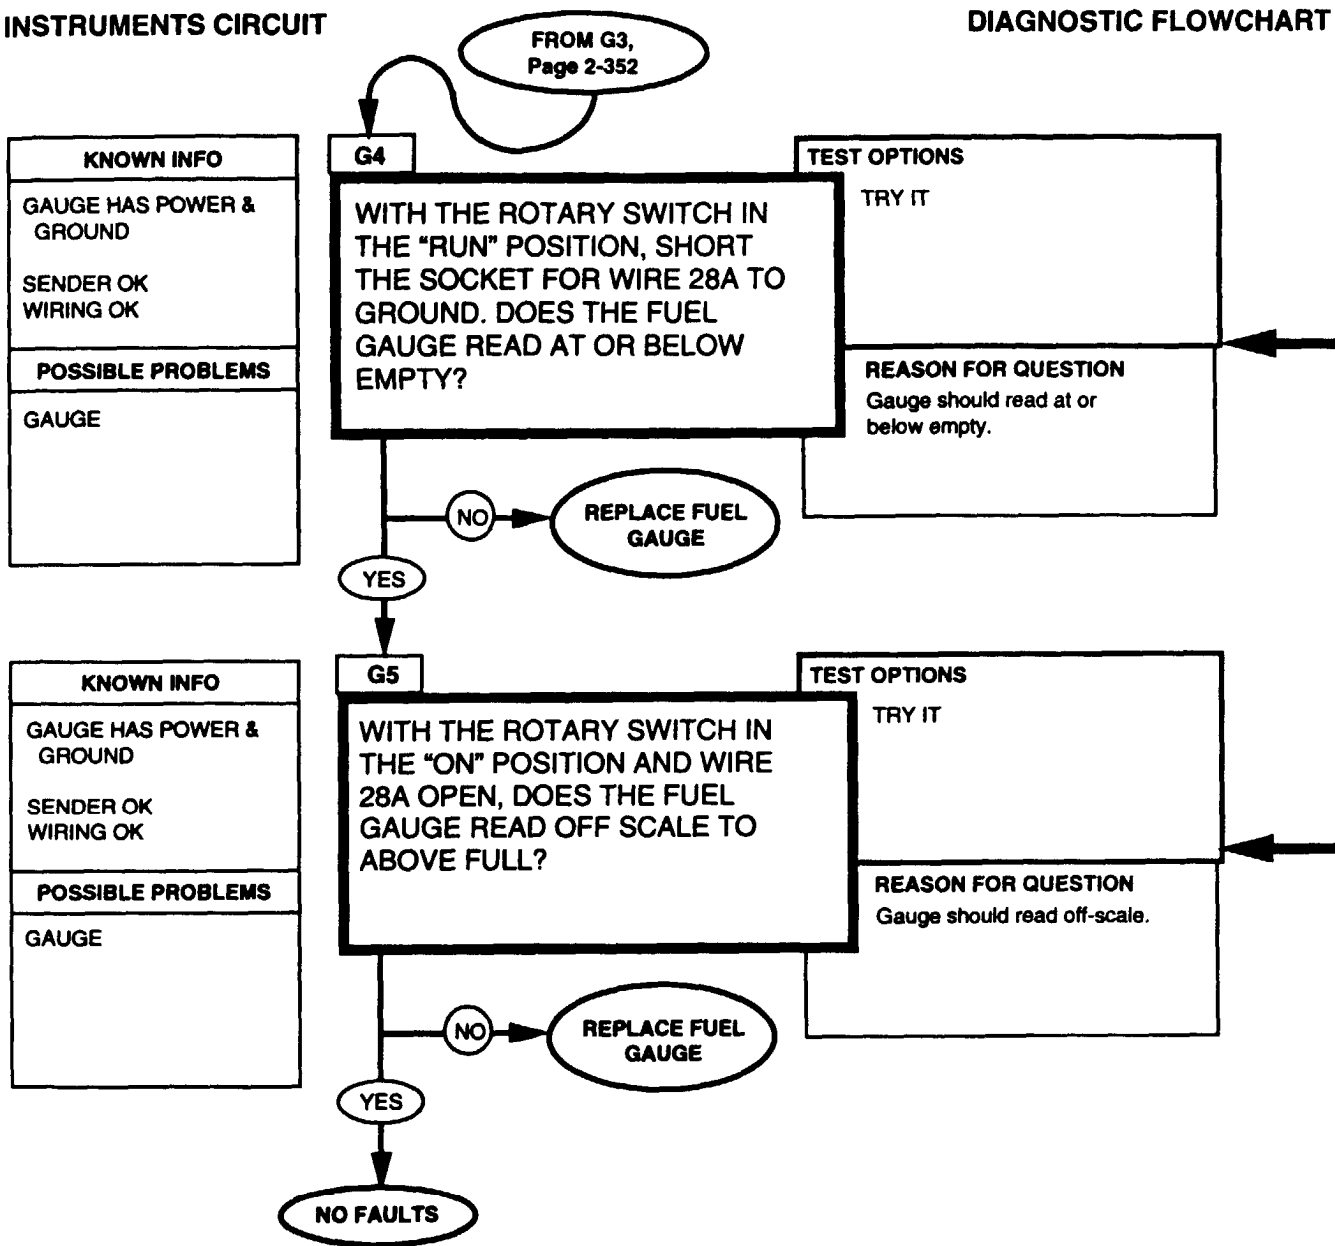 INSTRUMENTS CIRCUIT
DIAGNOSTIC FLOWCHART
FROM G3,
Page 2-352
KNOWN INFO
GAUGE HAS POWER &
GROUND
SENDER OK
WIRING OK
POSSIBLE PROBLEMS
GAUGE
G4
WITH THE ROTARY SWITCH IN
THE "RUN" POSITION, SHORT
THE SOCKET FOR WIRE 28A TO
GROUND. DOES THE FUEL
GAUGE READ AT OR BELOW
EMPTY?
TEST OPTIONS
TRY IT
REASON FOR QUESTION
Gauge should read at or
below empty.
NO
REPLACE FUEL
GAUGE
YES
KNOWN INFO
GAUGE HAS POWER &
GROUND
SENDER OK
WIRING OK
POSSIBLE PROBLEMS
GAUGE
G5
WITH THE ROTARY SWITCH IN
THE "ON" POSITION AND WIRE
28A OPEN, DOES THE FUEL
GAUGE READ OFF SCALE TO
ABOVE FULL?
TEST OPTIONS
TRY IT
REASON FOR QUESTION
Gauge should read off-scale.
NO
REPLACE FUEL
GAUGE
YES
NO FAULTS